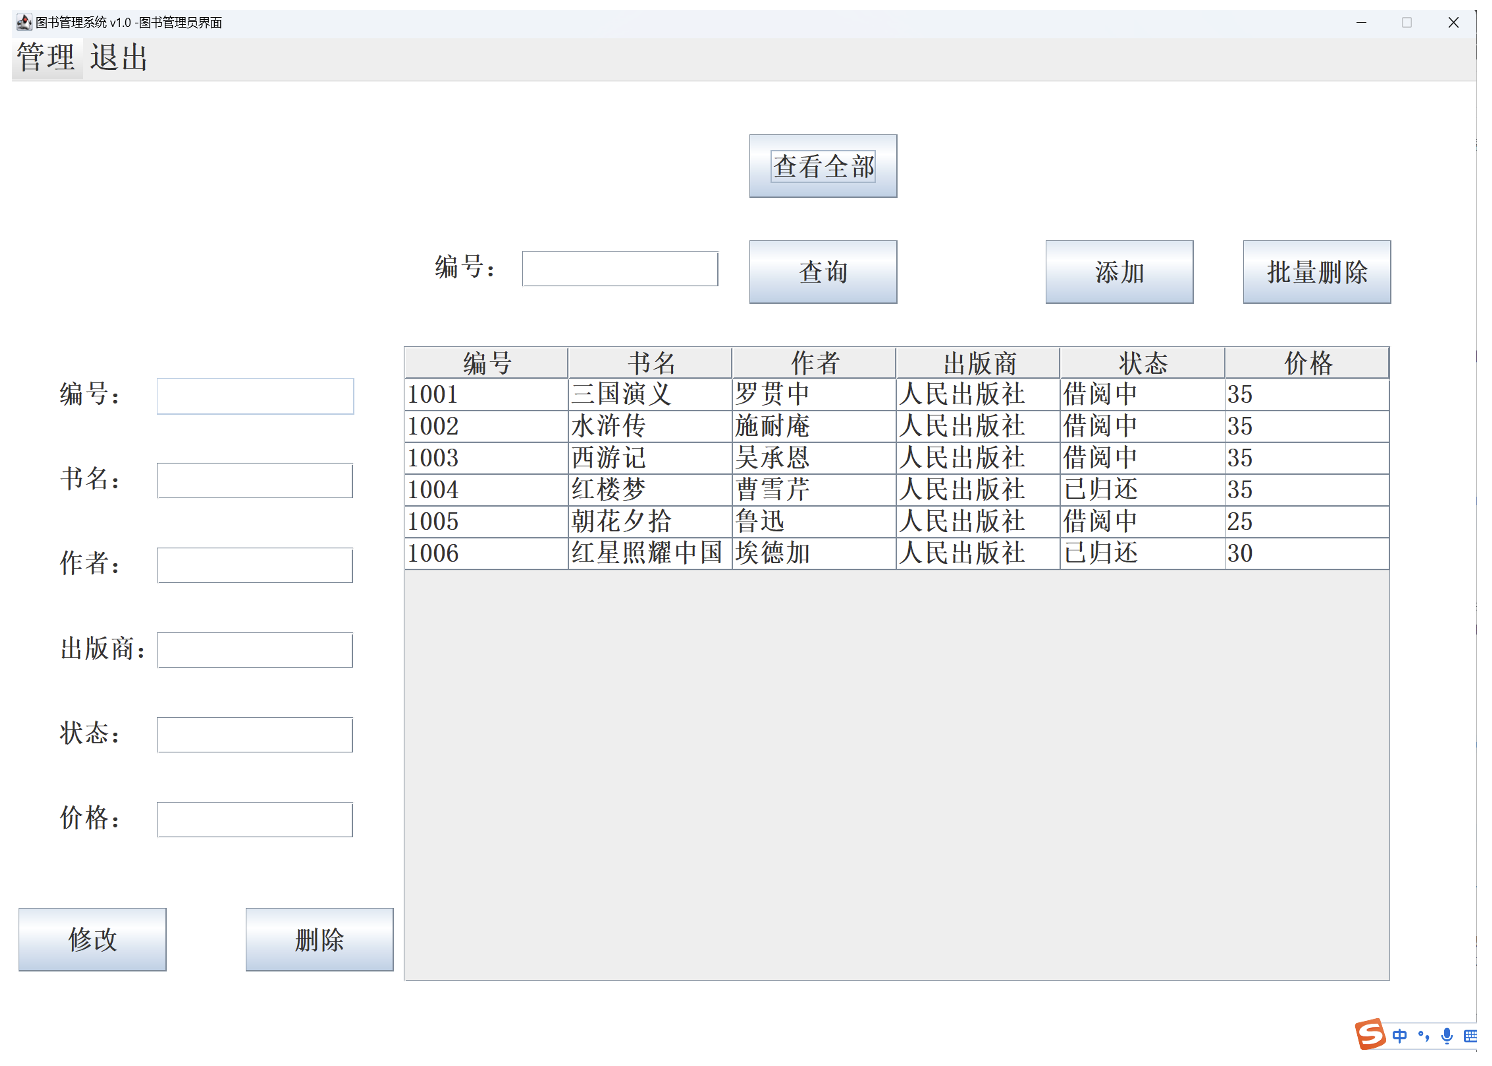 图书管理系统 v1.0 -图书管理员界面
管理 退出
查看全部
编号： 查询 添加 批量删除
编号 书名 作者 出版商 状态 价格
1001 三国演义 罗贯中 人民出版社 借阅中 35
1002 水浒传 施耐庵 人民出版社 借阅中 35
1003 西游记 吴承恩 人民出版社 借阅中 35
1004 红楼梦 曹雪芹 人民出版社 已归还 35
1005 朝花夕拾 鲁迅 人民出版社 借阅中 25
1006 红星照耀中国 埃德加 人民出版社 已归还 30
编号：
书名：
作者：
出版商：
状态：
价格：
修改 删除
S 中 °，